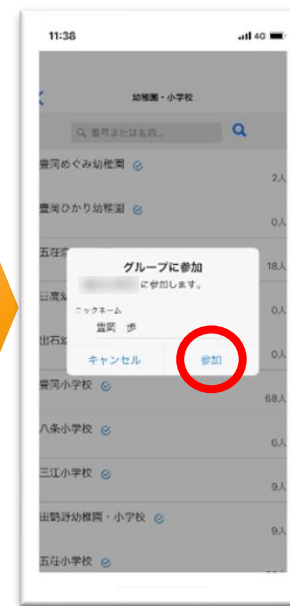 11:38
4G
幼稚園・小学校
番号または名前...
豊岡めぐみ幼稚園
2人
豊岡ひかり幼稚園
0人
五荘
18人
グループに参加
に参加します。
日高
0人
ニックネーム
豊岡 歩
出石
0人
キャンセル
参加
豊岡小学校
68人
八条小学校
6人
三江小学校
9人
田鶴野幼稚園・小学校
9人
五荘小学校